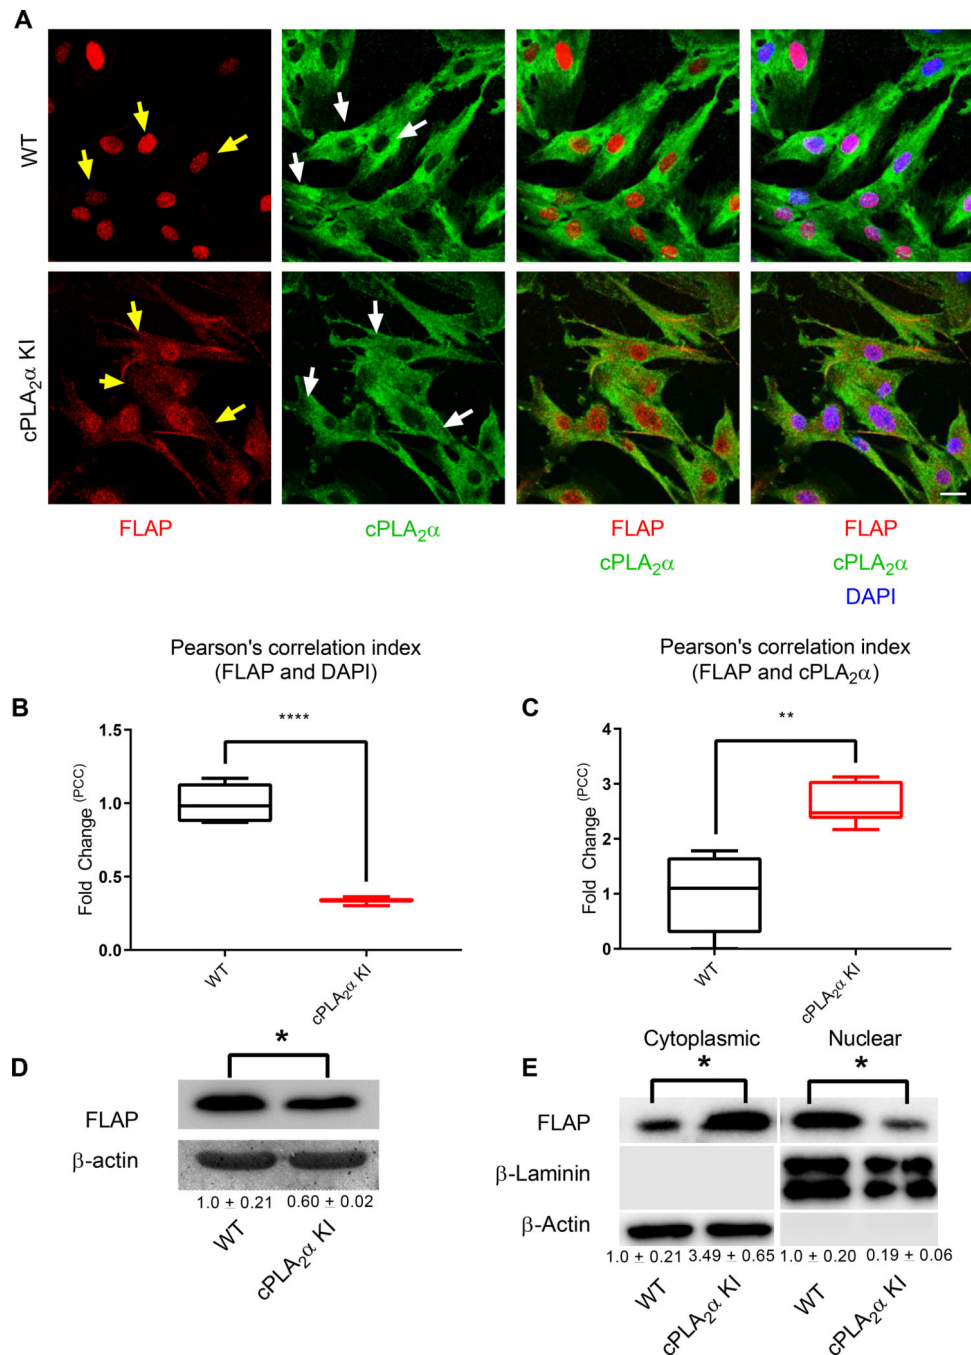 A
WT
cPLA₂α KI
FLAP
cPLA₂α
FLAP
cPLA₂α
FLAP
cPLA₂α
DAPI
Pearson's correlation index
(FLAP and DAPI)
B
Fold Change (PCC)
1.5
1.0
0.5
0.0
****
WT
cPLA₂α KI
Pearson's correlation index
(FLAP and cPLA₂α)
C
Fold Change (PCC)
4
3
2
1
0
**
WT
cPLA₂α KI
D
*
FLAP
β-actin
1.0 ± 0.21 0.60 ± 0.02
WT
cPLA₂α KI
E
Cytoplasmic Nuclear
* *
FLAP
β-Laminin
β-Actin
1.0 ± 0.21 3.49 ± 0.65 1.0 ± 0.20 0.19 ± 0.06
WT
cPLA₂α KI
WT
cPLA₂α KI